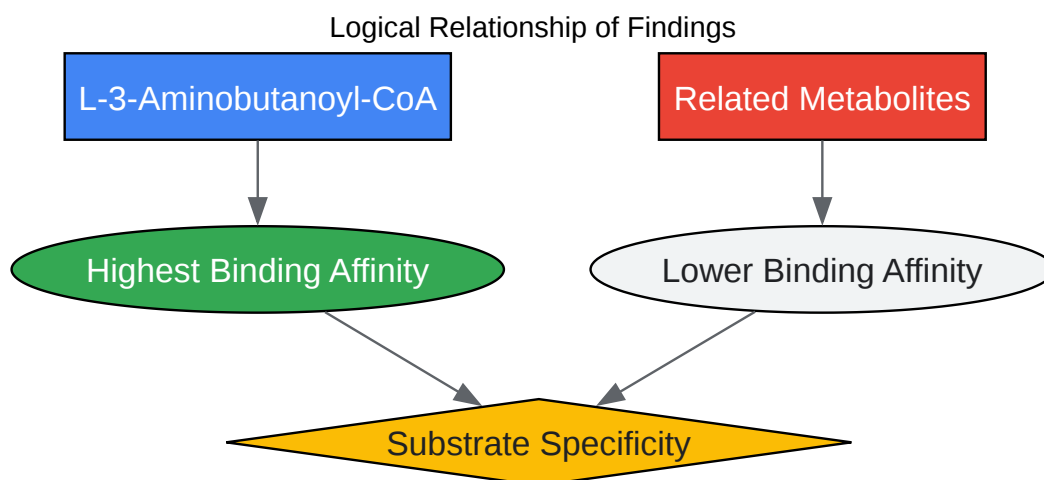 Logical Relationship of Findings
L-3-Aminobutanoyl-CoA
Related Metabolites
Highest Binding Affinity
Lower Binding Affinity
Substrate Specificity